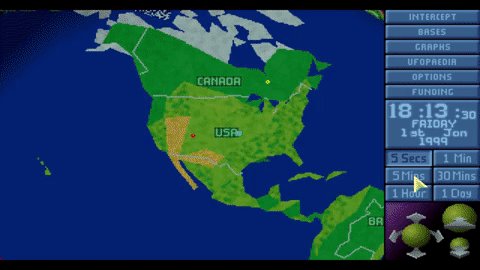 INTERCEPT
BASES
GRAPHS
UFOPAEDIA
OPTIONS
FUNDING
18:13:30
FRIDAY
1st Jan
1999
5 Secs 1 Min
5 Mins 30 Mins
1 Hour 1 Day
CANADA
USA
BR